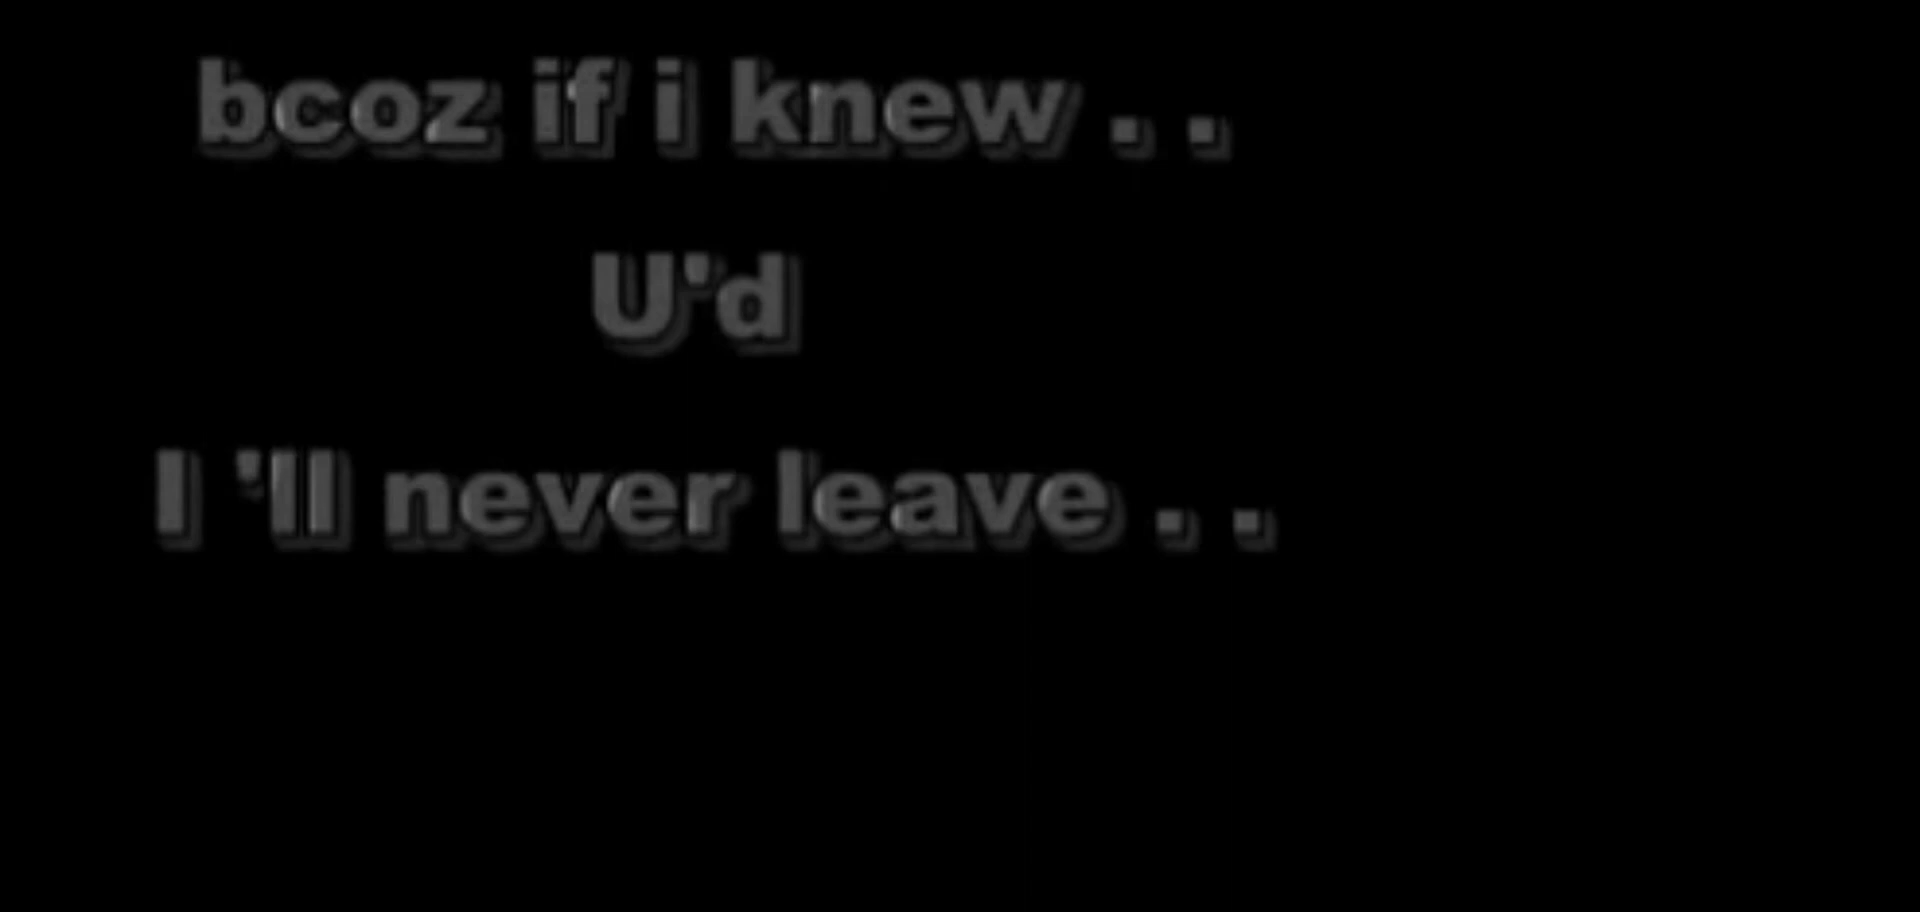 bcoz if i knew . .
U'd
I 'll never leave . .